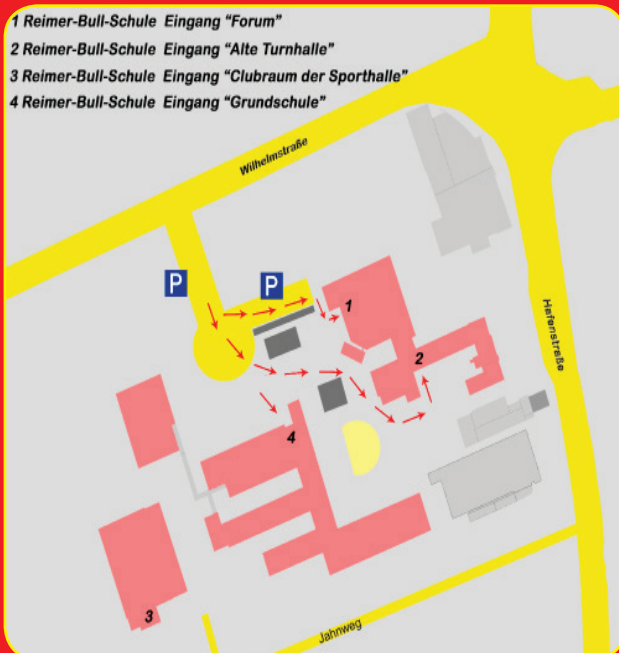 1 Reimer-Bull-Schule Eingang "Forum"
2 Reimer-Bull-Schule Eingang "Alte Turnhalle"
3 Reimer-Bull-Schule Eingang "Clubraum der Sporthalle"
4 Reimer-Bull-Schule Eingang "Grundschule"
Wilhelmstraße
P
P
1
Hafenstraße
2
4
3
Jahnweg